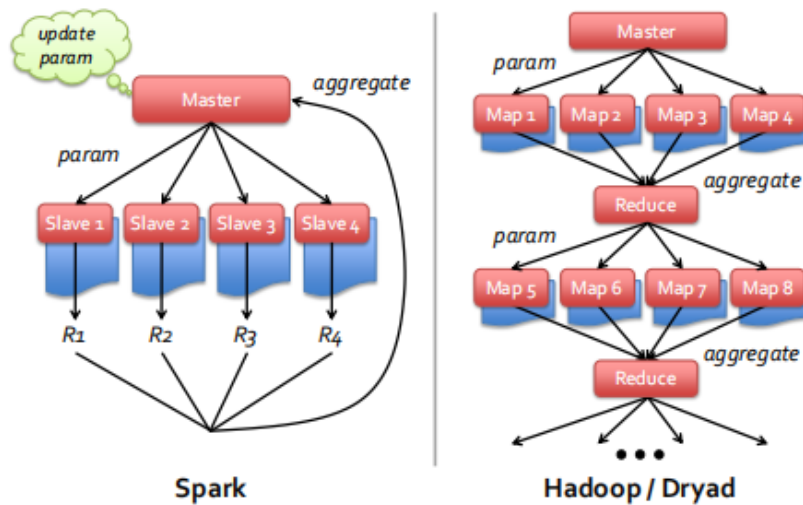 update
param
Master
aggregate
param
Slave 1
Slave 2
Slave 3
Slave 4
R1
R2
R3
R4
Spark
Master
param
Map 1
Map 2
Map 3
Map 4
aggregate
Reduce
param
Map 5
Map 6
Map 7
Map 8
aggregate
Reduce
•••
Hadoop / Dryad